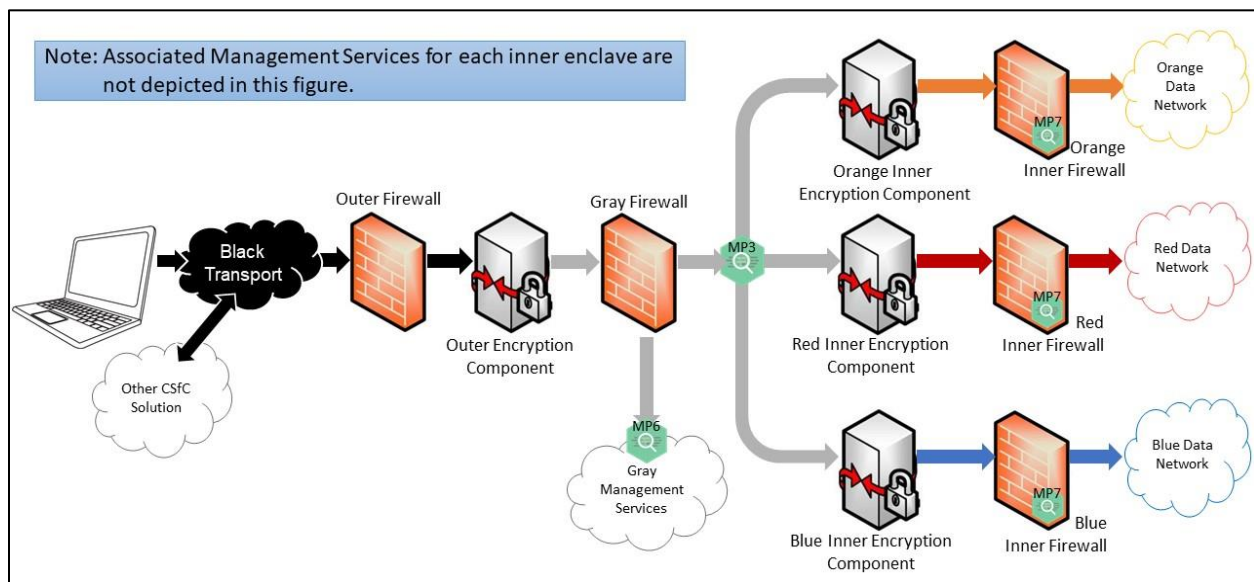 Note: Associated Management Services for each inner enclave are
not depicted in this figure.
Orange
Data
Network
MP7
Orange
Inner Firewall
Orange Inner
Encryption Component
Outer Firewall
Gray Firewall
Black
Transport
MP3
Red Data
Network
MP7
Red
Inner Firewall
Red Inner Encryption
Component
Outer Encryption
Component
Other CSfC
Solution
MP6
Gray
Management
Services
Blue Data
Network
MP7
Blue
Inner Firewall
Blue Inner Encryption
Component